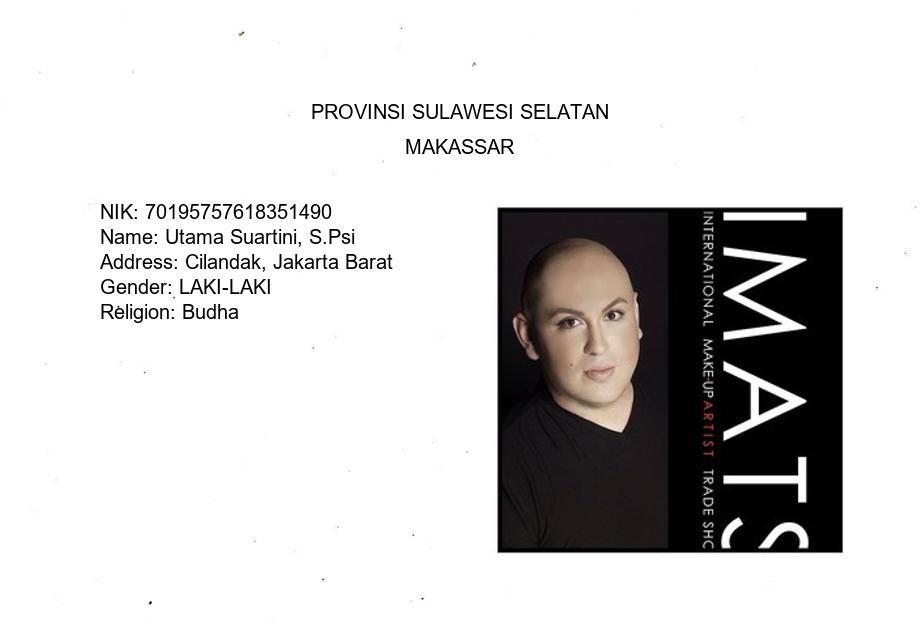 PROVINSI SULAWESI SELATAN
MAKASSAR
NIK: 70195757618351490
Name: Utama Suartini, S.Psi
Address: Cilandak, Jakarta Barat
Gender: LAKI-LAKI
Religion: Budha
IMATS
INTERNATIONAL MAKE-UP ARTIST TRADE SHO